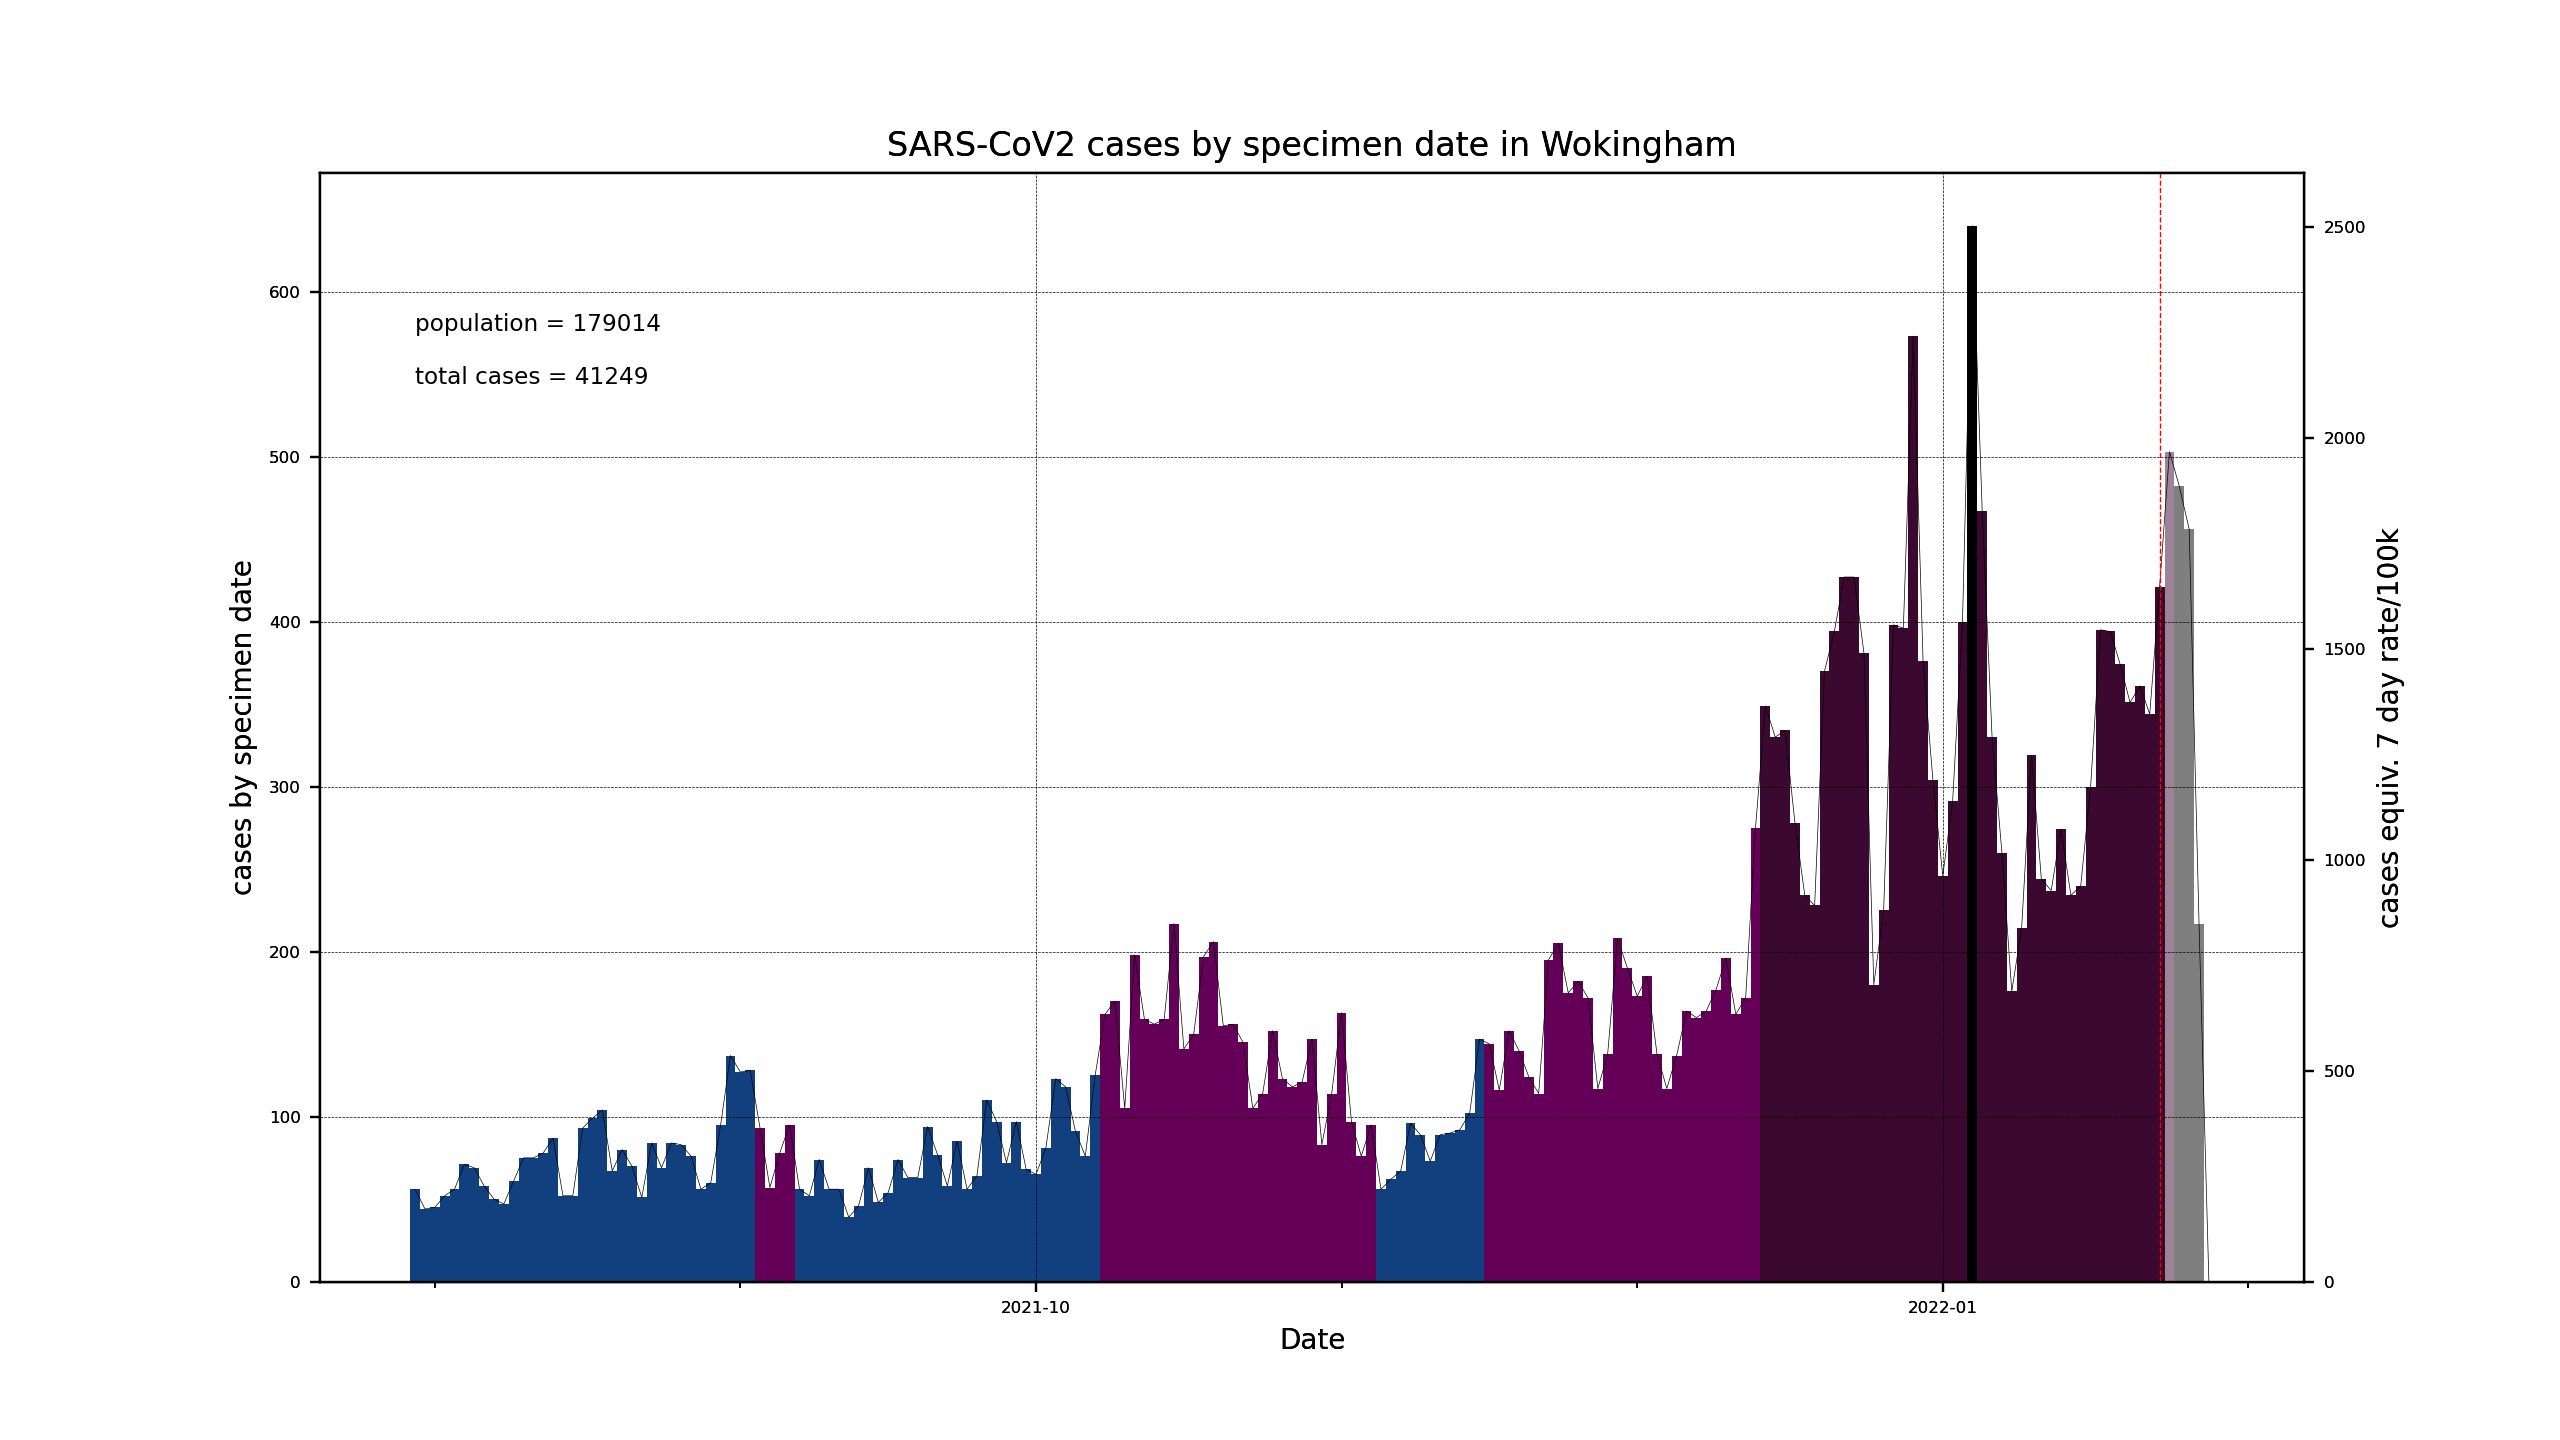 SARS-CoV2 cases by specimen date in Wokingham
population = 179014
total cases = 41249
cases by specimen date
600
500
400
300
200
100
0
2500
2000
1500
1000
500
0
cases equiv. 7 day rate/100k
2021-10
2022-01
Date